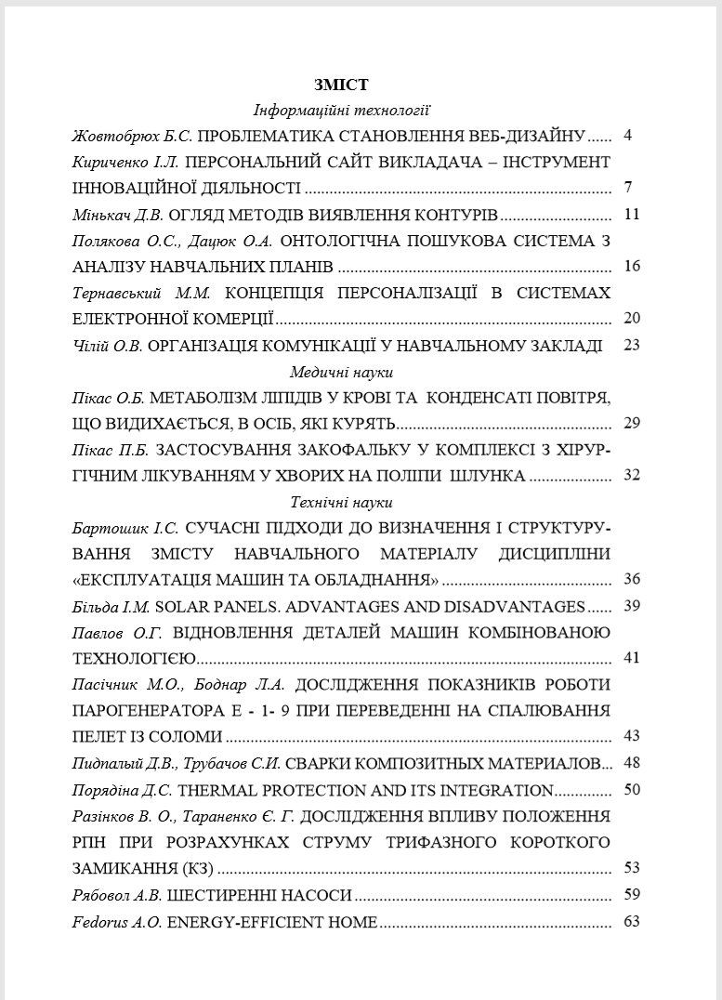 ЗМІСТ
Інформаційні технології
Жовтобрюх Б.С. ПРОБЛЕМАТИКА СТАНОВЛЕННЯ ВЕБ-ДИЗАЙНУ...... 4
Кириченко І.Л. ПЕРСОНАЛЬНИЙ САЙТ ВИКЛАДАЧА – ІНСТРУМЕНТ
ІННОВАЦІЙНОЇ ДІЯЛЬНОСТІ ............................................................ 7
Мінькач Д.В. ОГЛЯД МЕТОДІВ ВИЯВЛЕННЯ КОНТУРІВ...................... 11
Полякова О.С., Дацюк О.А. ОНТОЛОГІЧНА ПОШУКОВА СИСТЕМА З
АНАЛІЗУ НАВЧАЛЬНИХ ПЛАНІВ ...................................................... 16
Тернавський М.М. КОНЦЕПЦІЯ ПЕРСОНАЛІЗАЦІЇ В СИСТЕМАХ
ЕЛЕКТРОННОЇ КОМЕРЦІЇ.................................................................. 20
Чілій О.В. ОРГАНІЗАЦІЯ КОМУНІКАЦІЇ У НАВЧАЛЬНОМУ ЗАКЛАДІ 23
Медичні науки
Пікас О.Б. МЕТАБОЛІЗМ ЛІПІДІВ У КРОВІ ТА КОНДЕНСАТІ ПОВІТРЯ,
ЩО ВИДИХАЄТЬСЯ, В ОСІБ, ЯКІ КУРЯТЬ.......................................... 29
Пікас П.Б. ЗАСТОСУВАННЯ ЗАКОФАЛЬКУ У КОМПЛЕКСІ З ХІРУР-
ГІЧНИМ ЛІКУВАННЯМ У ХВОРИХ НА ПОЛІПИ ШЛУНКА ................ 32
Технічні науки
Бартошик І.С. СУЧАСНІ ПІДХОДИ ДО ВИЗНАЧЕННЯ І СТРУКТУРУ-
ВАННЯ ЗМІСТУ НАВЧАЛЬНОГО МАТЕРІАЛУ ДИСЦИПЛІНИ
«ЕКСПЛУАТАЦІЯ МАШИН ТА ОБЛАДНАННЯ» ................................. 36
Більда І.М. SOLAR PANELS. ADVANTAGES AND DISADVANTAGES...... 39
Павлов О.Г. ВІДНОВЛЕННЯ ДЕТАЛЕЙ МАШИН КОМБІНОВАНОЮ
ТЕХНОЛОГІЄЮ................................................................................. 41
Пасічник М.О., Боднар Л.А. ДОСЛІДЖЕННЯ ПОКАЗНИКІВ РОБОТИ
ПАРОГЕНЕРАТОРА Е - 1- 9 ПРИ ПЕРЕВЕДЕННІ НА СПАЛЮВАННЯ
ПЕЛЕТ ІЗ СОЛОМИ ........................................................................... 43
Пидпалый Д.В., Трубачов С.И. СВАРКИ КОМПОЗИТНЫХ МАТЕРИАЛОВ... 48
Порядіна Д.С. THERMAL PROTECTION AND ITS INTEGRATION.............. 50
Разінков В. О., Тараненко Є. Г. ДОСЛІДЖЕННЯ ВПЛИВУ ПОЛОЖЕННЯ
РПН ПРИ РОЗРАХУНКАХ СТРУМУ ТРИФАЗНОГО КОРОТКОГО
ЗАМИКАННЯ (КЗ) ............................................................................. 53
Рябовол А.В. ШЕСТИРЕННІ НАСОСИ................................................... 59
Fedorus A.O. ENERGY-EFFICIENT HOME.............................................. 63